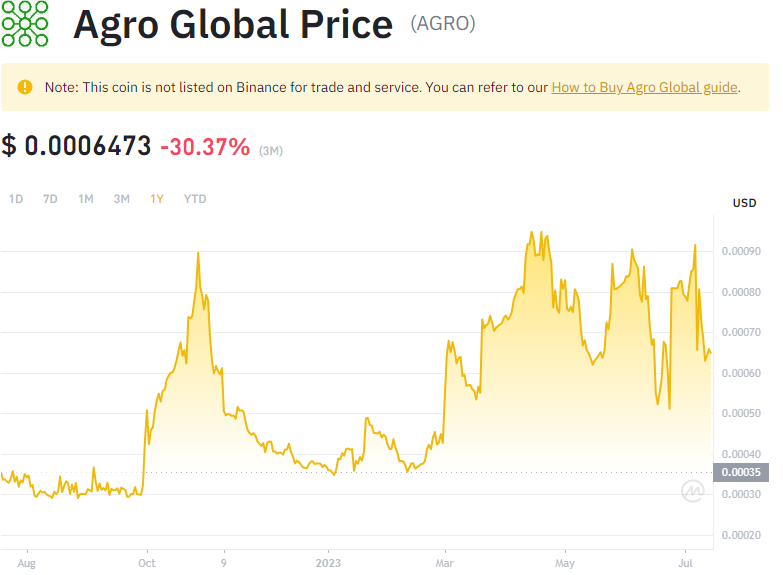 Agro Global Price (AGRO)
Note: This coin is not listed on Binance for trade and service. You can refer to our How to Buy Agro Global guide.
$ 0.0006473 -30.37% (3M)
1D 7D 1M 3M 1Y YTD
USD
0.00090
0.00080
0.00070
0.00060
0.00050
0.00040
0.00035
0.00030
0.00020
Aug Oct 9 2023 Mar May Jul